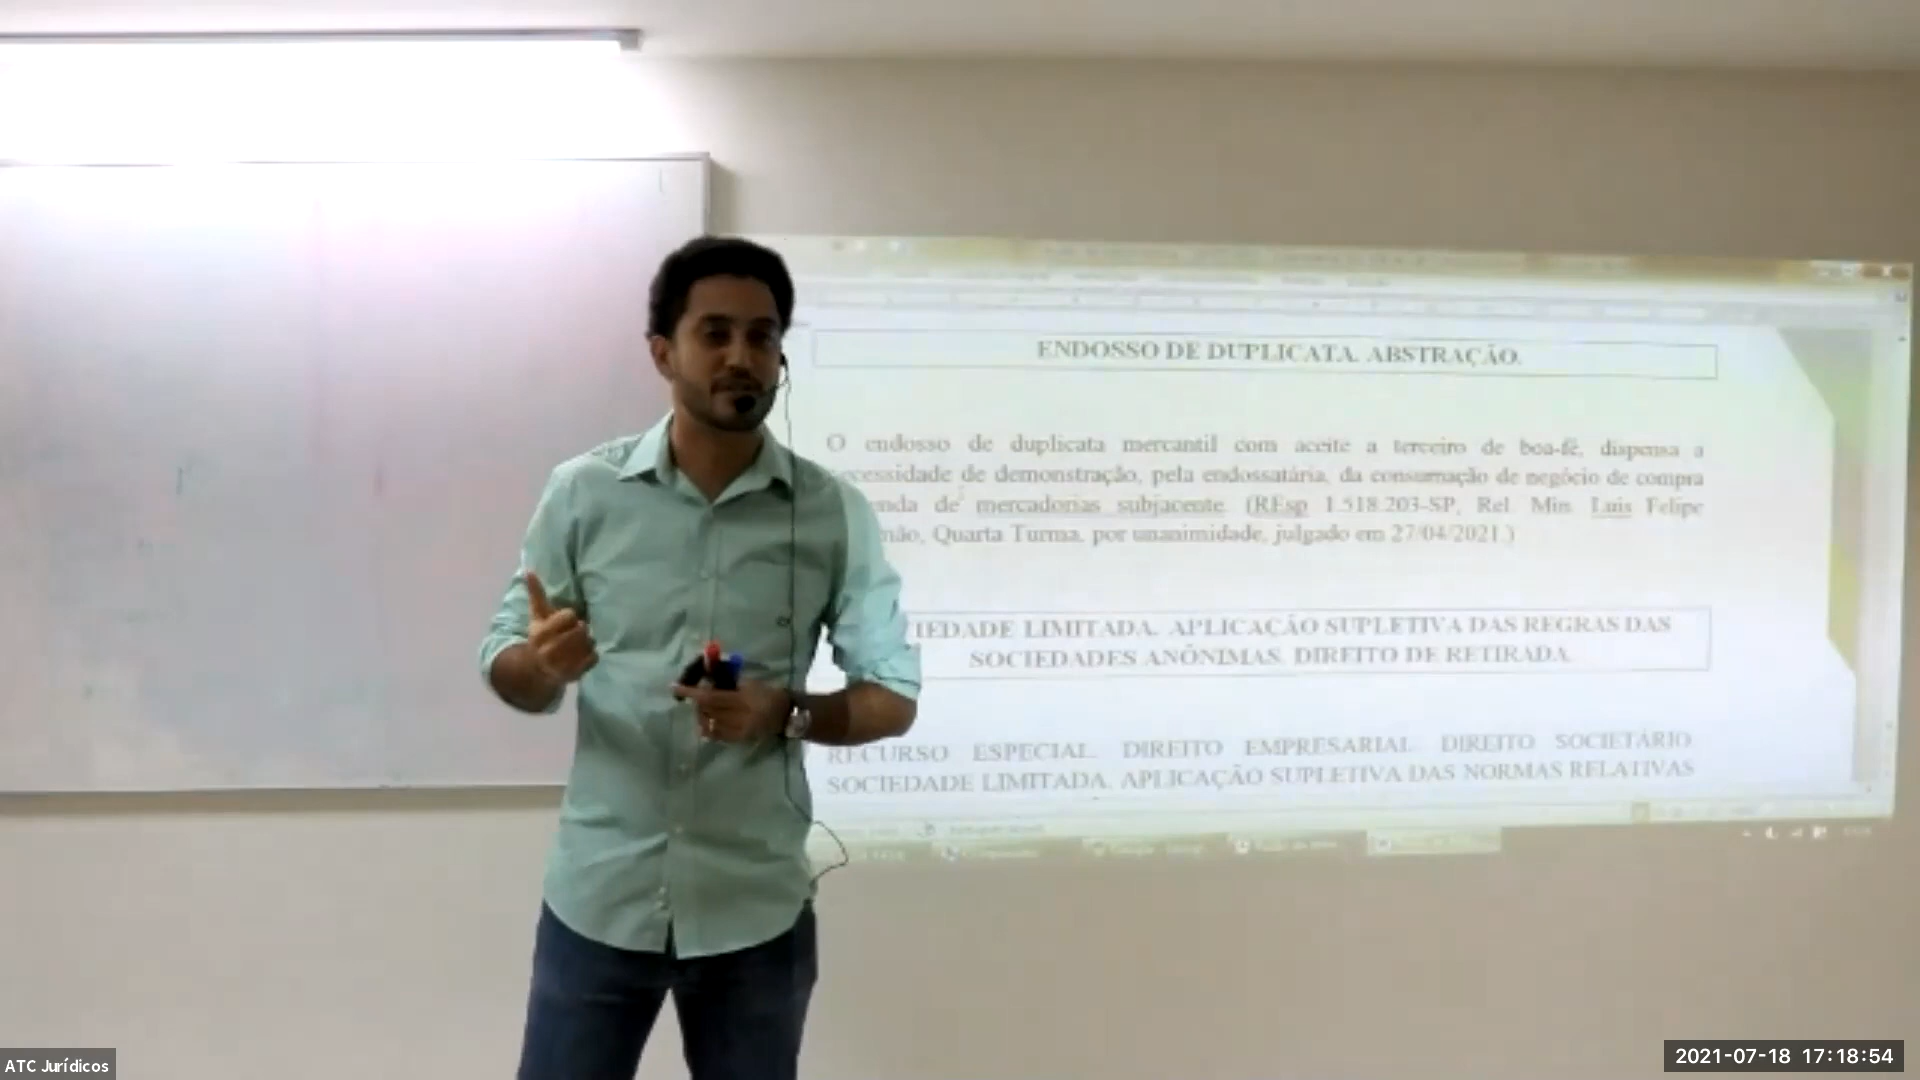 ENDOSSO DE DUPLICATA. ABSTRAÇÃO.
O endosso de duplicata mercantil com aceite a terceiro de boa-fé, dispensa a
ecessidade de demonstração, pela endossatária, da consumação de negócio de compra
enda de mercadorias subjacente. (REsp 1.518.203-SP, Rel. Min. Luis Felipe
mão, Quarta Turma, por unanimidade, julgado em 27/04/2021.)
IEDADE LIMITADA. APLICAÇÃO SUPLETIVA DAS REGRAS DAS
SOCIEDADES ANÔNIMAS. DIREITO DE RETIRADA.
RECURSO ESPECIAL. DIREITO EMPRESARIAL. DIREITO SOCIETÁRIO
SOCIEDADE LIMITADA. APLICAÇÃO SUPLETIVA DAS NORMAS RELATIVAS
ATC Jurídicos
2021-07-18 17:18:54